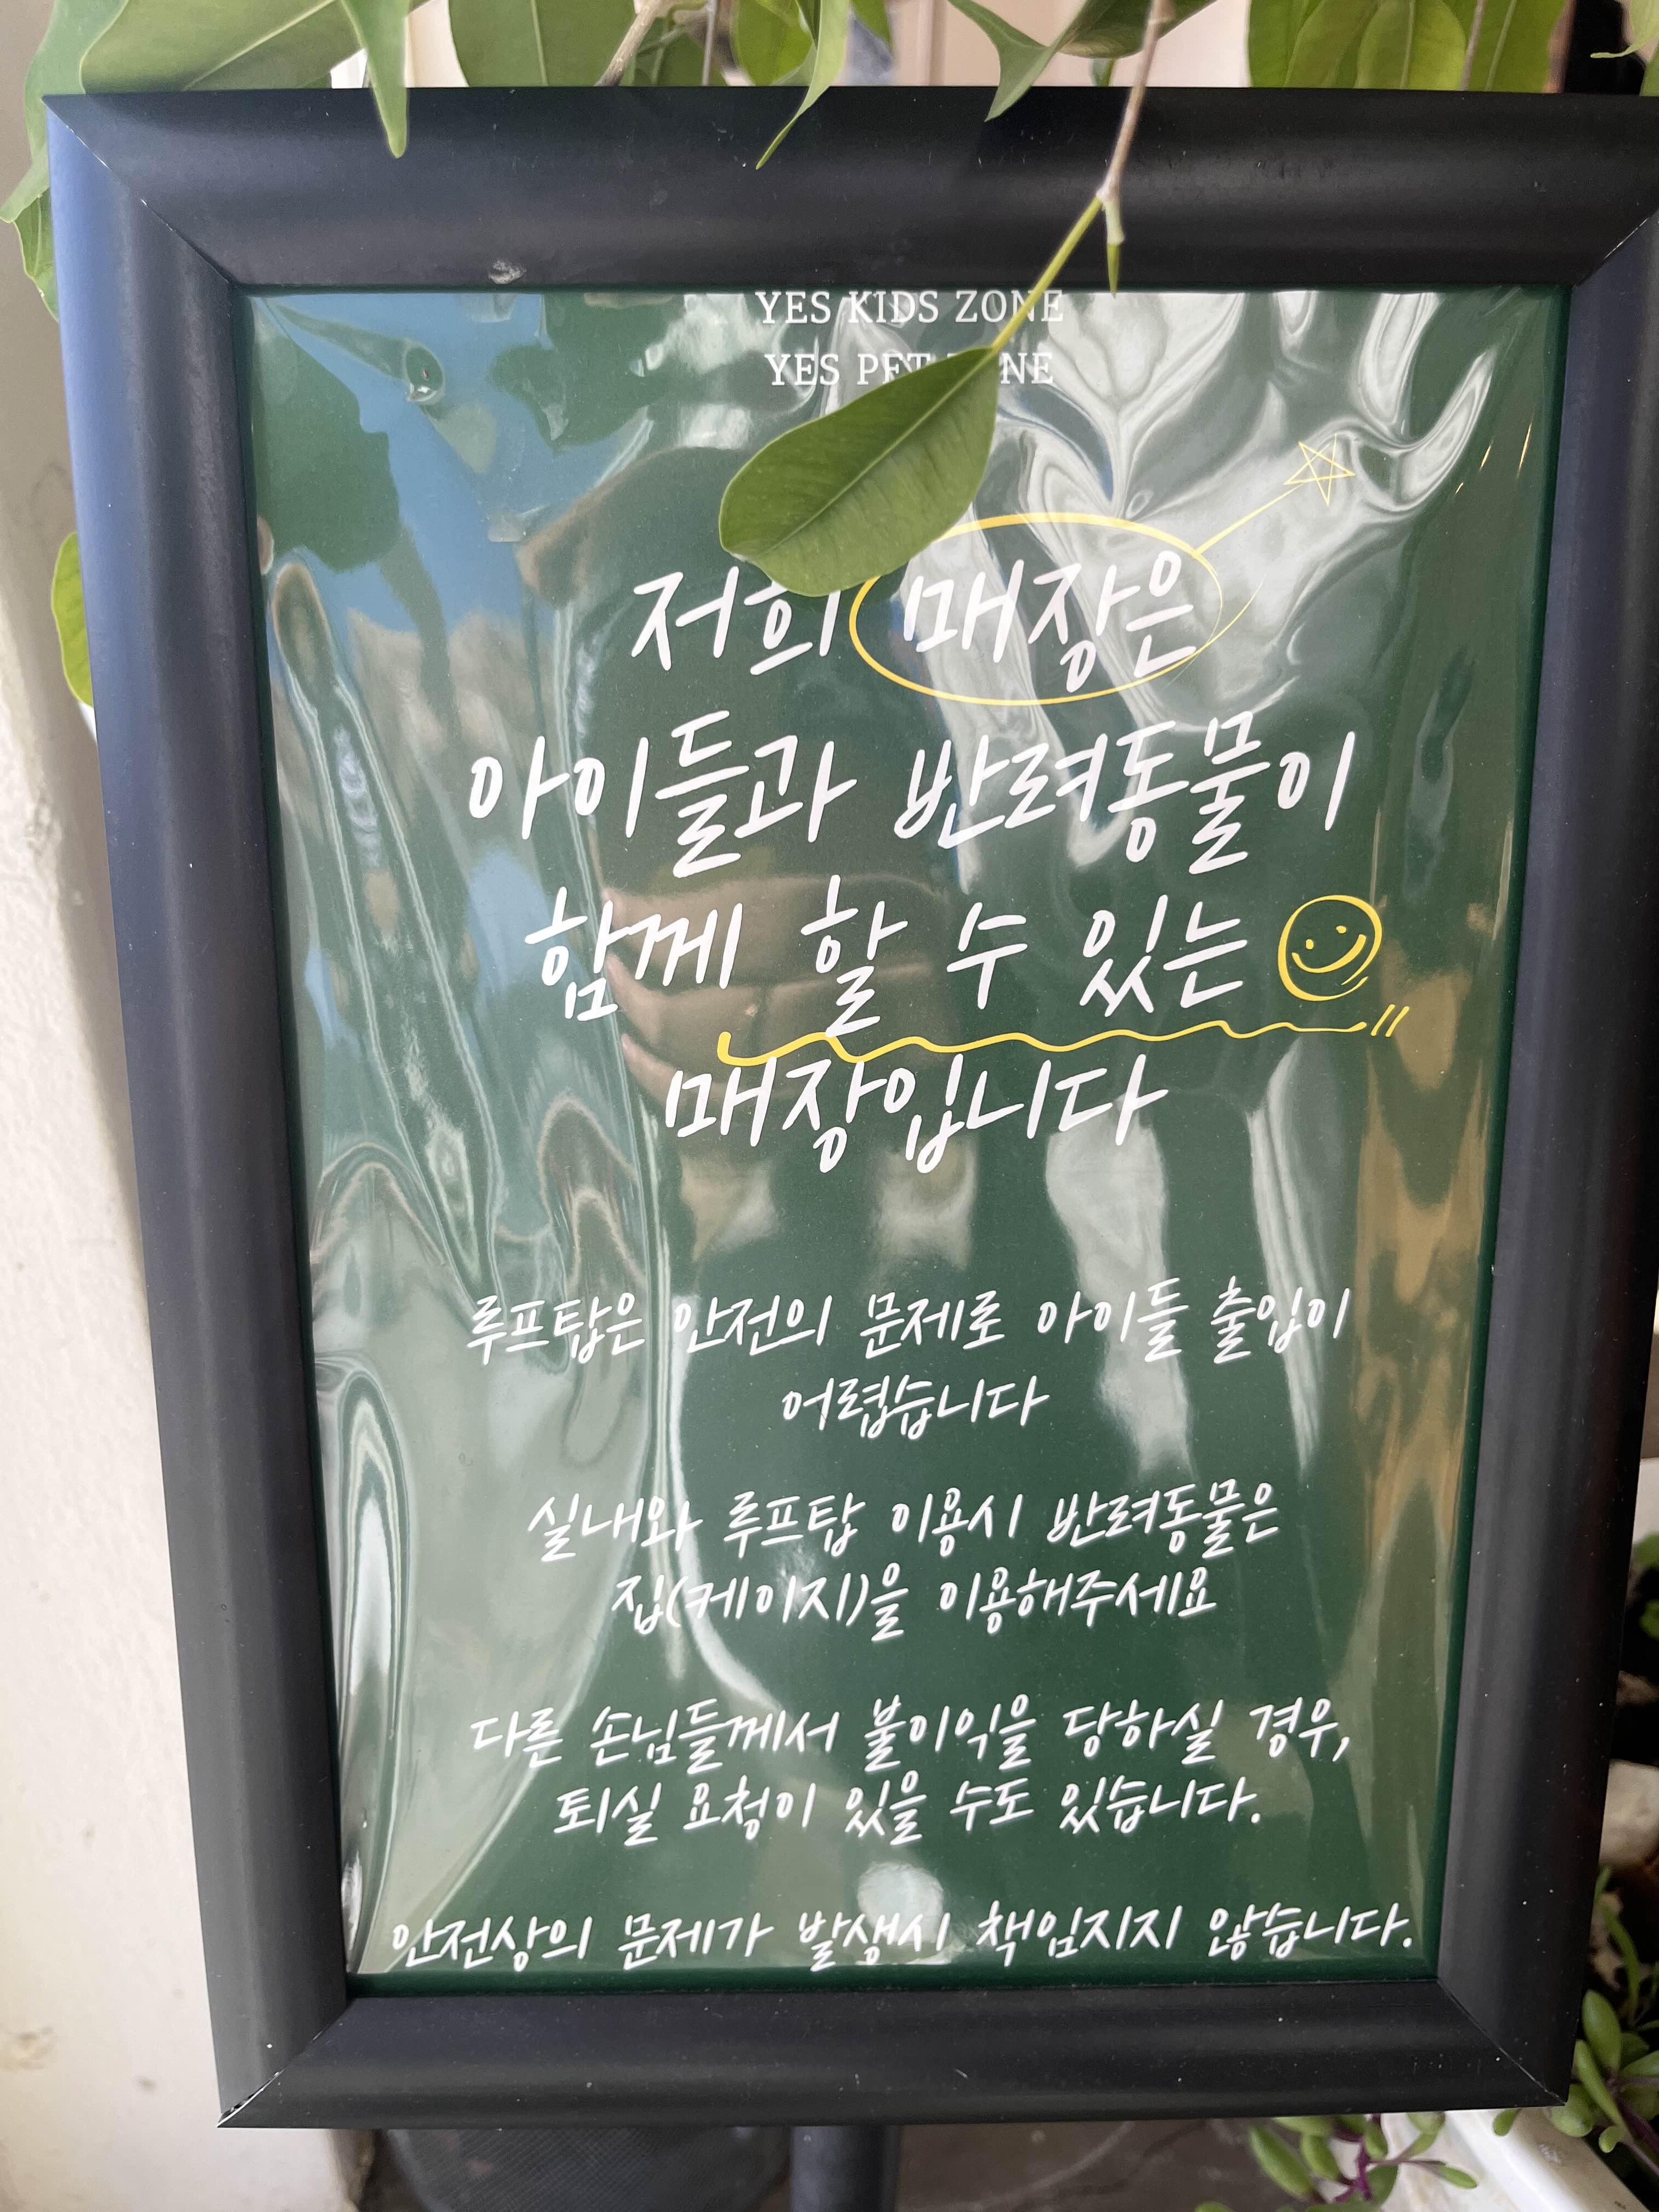 YES KIDS ZONE
YES PET ZONE
저희 매장은
아이들과 반려동물이
함께 할 수 있는
매장입니다
루프탑은 안전의 문제로 아이들 출입이
어렵습니다
실내와 루프탑 이용시 반려동물은
집(케이지)을 이용해주세요
다른 손님들께서 불이익을 당하실 경우,
퇴실 요청이 있을 수도 있습니다.
안전상의 문제가 발생시 책임지지 않습니다.